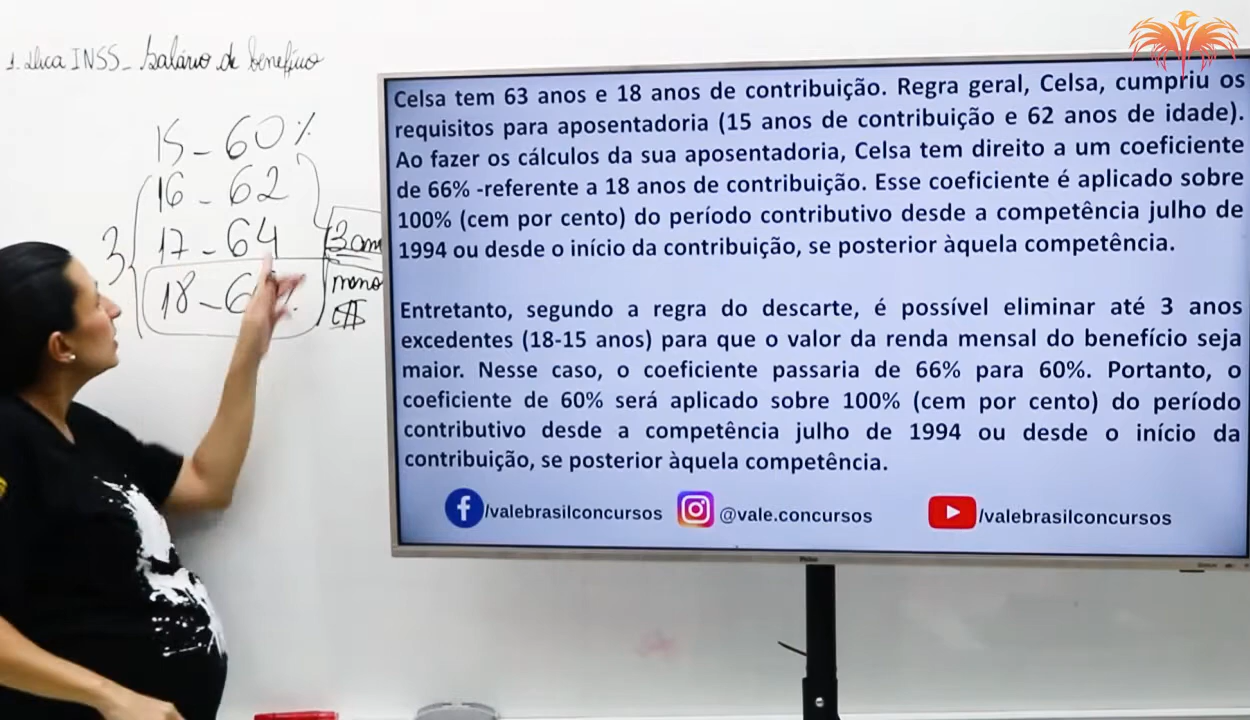 1. Dica INSS - Salário de benefício
15 - 60%
16 - 62
17 - 64
18 - 6
3
3 an
meno
Celsa tem 63 anos e 18 anos de contribuição. Regra geral, Celsa, cumpriu os
requisitos para aposentadoria (15 anos de contribuição e 62 anos de idade).
Ao fazer os cálculos da sua aposentadoria, Celsa tem direito a um coeficiente
de 66% -referente a 18 anos de contribuição. Esse coeficiente é aplicado sobre
100% (cem por cento) do período contributivo desde a competência julho de
1994 ou desde o início da contribuição, se posterior àquela competência.
Entretanto, segundo a regra do descarte, é possível eliminar até 3 anos
excedentes (18-15 anos) para que o valor da renda mensal do benefício seja
maior. Nesse caso, o coeficiente passaria de 66% para 60%. Portanto, o
coeficiente de 60% será aplicado sobre 100% (cem por cento) do período
contributivo desde a competência julho de 1994 ou desde o início da
contribuição, se posterior àquela competência.
/valebrasilconcursos @vale.concursos /valebrasilconcursos